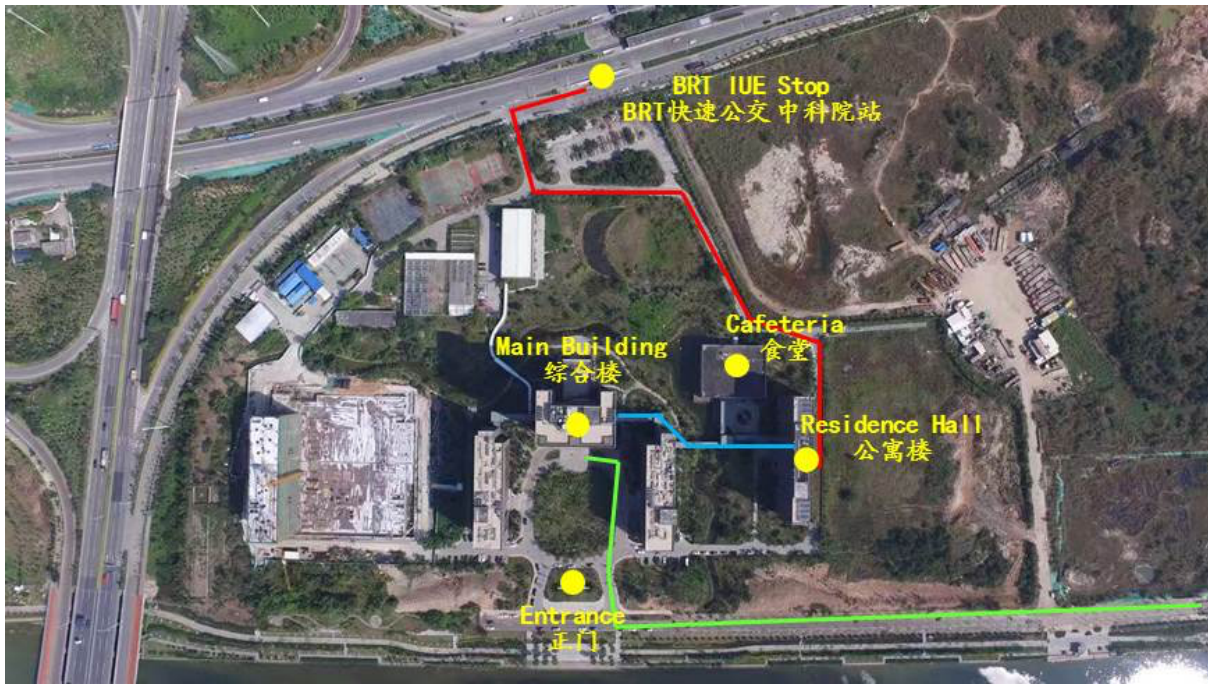 BRT IUE Stop
BRT快速公交中科院站
Cafeteria
食堂
Main Building
综合楼
Residence Hall
公寓楼
Entrance
正门